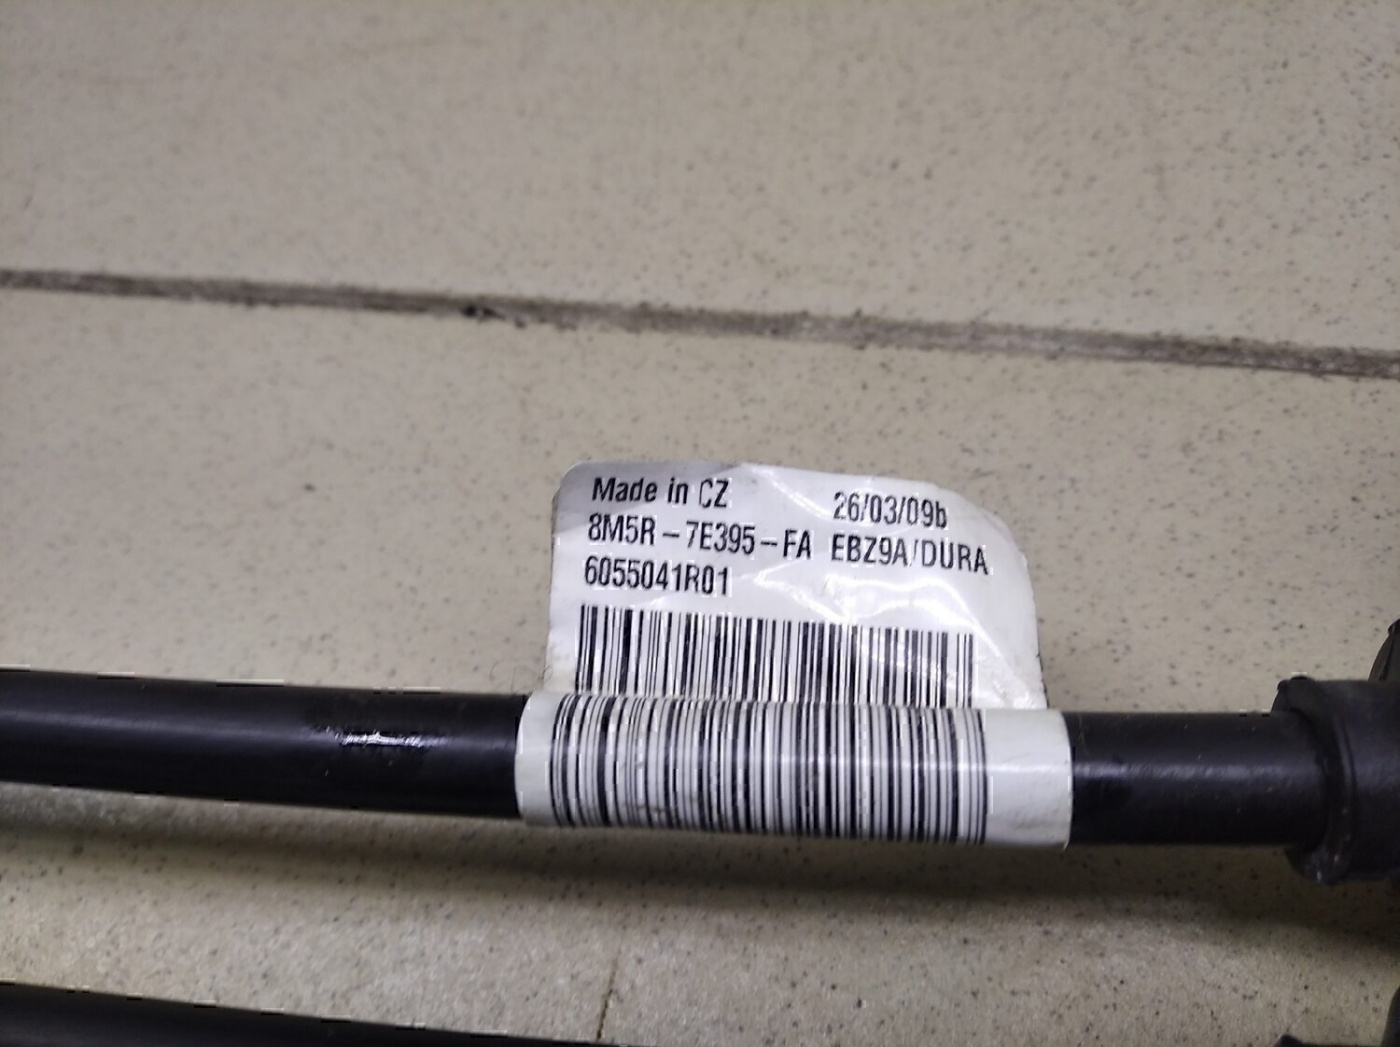 Made in CZ 26/03/09b
8M5R-7E395-FA EBZ9A/DURA
6055041R01